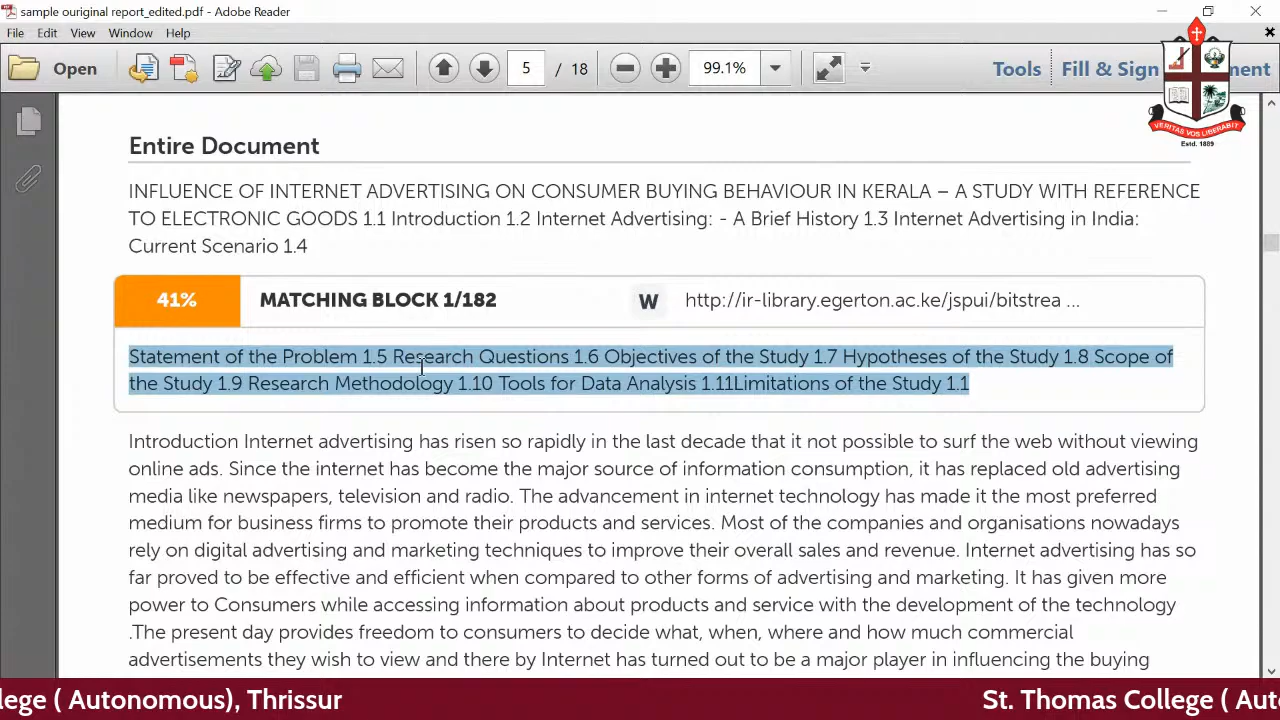 sample ouriginal report_edited.pdf - Adobe Reader
File Edit View Window Help
Open 5 / 18 99.1% Tools Fill & Sign ment
VERITAS VOS LIBERABIT
Estd. 1889
Entire Document
INFLUENCE OF INTERNET ADVERTISING ON CONSUMER BUYING BEHAVIOUR IN KERALA – A STUDY WITH REFERENCE
TO ELECTRONIC GOODS 1.1 Introduction 1.2 Internet Advertising: - A Brief History 1.3 Internet Advertising in India:
Current Scenario 1.4
41% MATCHING BLOCK 1/182 W http://ir-library.egerton.ac.ke/jspui/bitstrea ...
Statement of the Problem 1.5 Research Questions 1.6 Objectives of the Study 1.7 Hypotheses of the Study 1.8 Scope of
the Study 1.9 Research Methodology 1.10 Tools for Data Analysis 1.11Limitations of the Study 1.1
Introduction Internet advertising has risen so rapidly in the last decade that it not possible to surf the web without viewing
online ads. Since the internet has become the major source of information consumption, it has replaced old advertising
media like newspapers, television and radio. The advancement in internet technology has made it the most preferred
medium for business firms to promote their products and services. Most of the companies and organisations nowadays
rely on digital advertising and marketing techniques to improve their overall sales and revenue. Internet advertising has so
far proved to be effective and efficient when compared to other forms of advertising and marketing. It has given more
power to Consumers while accessing information about products and service with the development of the technology
.The present day provides freedom to consumers to decide what, when, where and how much commercial
advertisements they wish to view and there by Internet has turned out to be a major player in influencing the buying
lege ( Autonomous), Thrissur St. Thomas College ( Aut